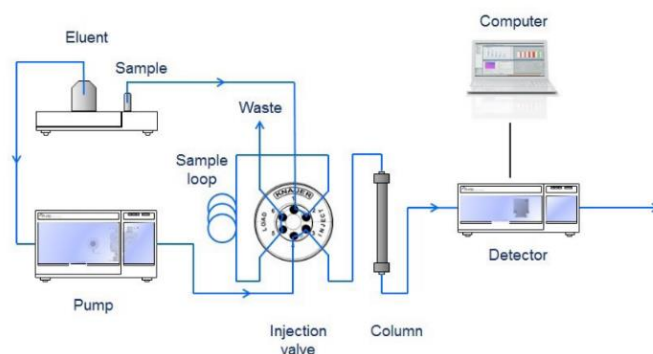 Computer
Eluent
Sample
Waste
Sample
loop
KNAUER
LOAD
INJECT
Detector
Pump
Injection
valve
Column